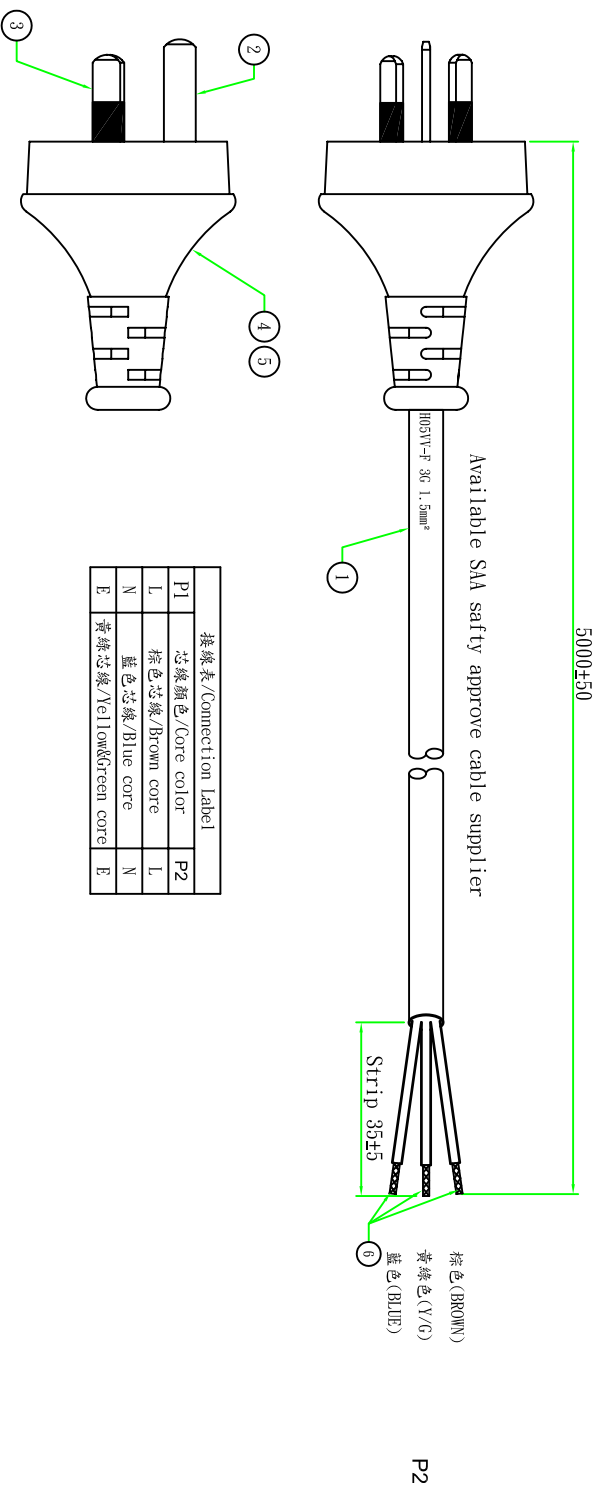 5000±50
Available SAA safty approve cable supplier
H05VV-F 3G 1.5mm²
Strip 35±5
棕色(BROWN)
黃綠色(Y/G)
藍色(BLUE)
P2
1
2
3
4
5
6
接線表/Connection Label
P1 芯線顏色/Core color P2
L 棕色芯線/Brown core L
N 藍色芯線/Blue core N
E 黃綠芯線/Yellow&Green core E